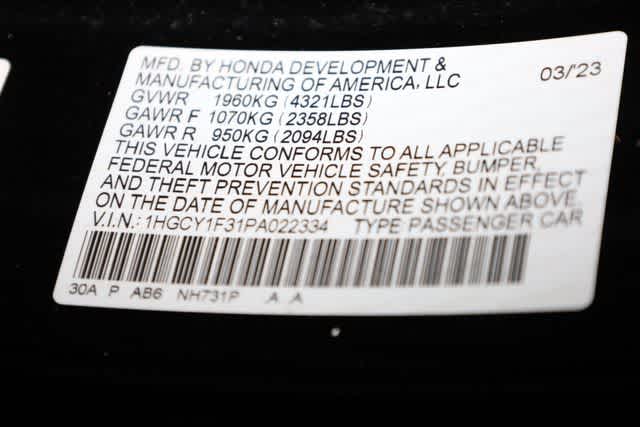 MFD. BY HONDA DEVELOPMENT &
MANUFACTURING OF AMERICA, LLC 03/'23
GVWR 1960KG (4321LBS)
GAWR F 1070KG (2358LBS)
GAWR R 950KG (2094LBS)
THIS VEHICLE CONFORMS TO ALL APPLICABLE
FEDERAL MOTOR VEHICLE SAFETY, BUMPER,
AND THEFT PREVENTION STANDARDS IN EFFECT
ON THE DATE OF MANUFACTURE SHOWN ABOVE.
V.I.N.: 1HGCY1F31PA022334 TYPE PASSENGER CAR
30A P AB6 NH731P A A